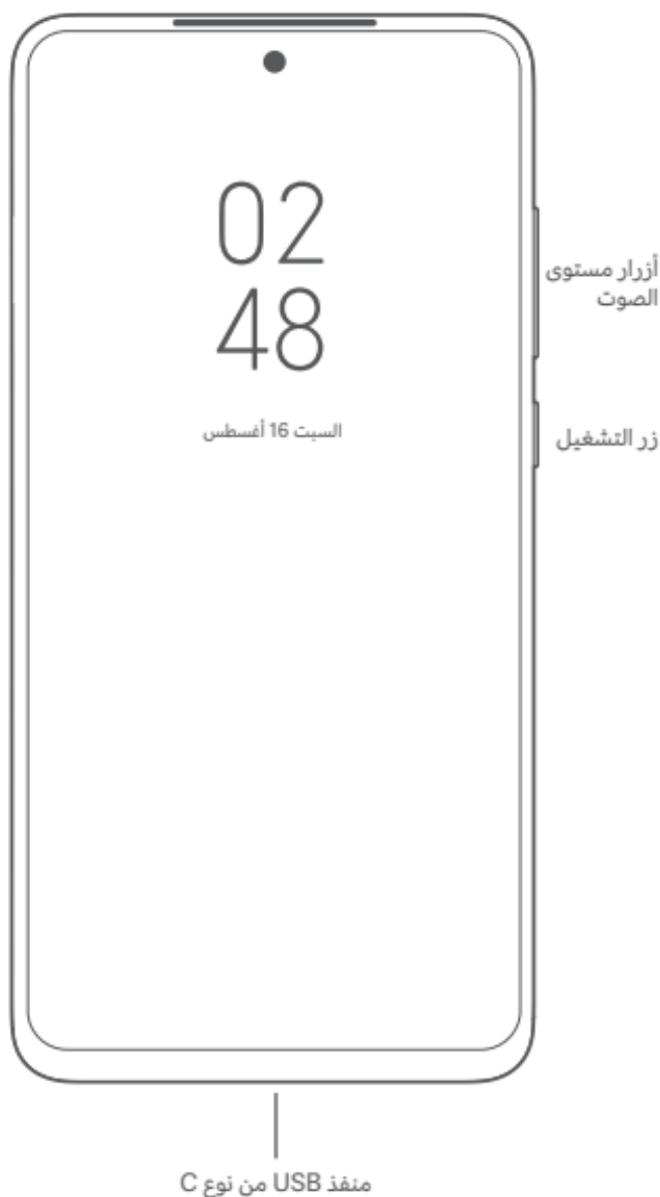 02
48
السبت 16 أغسطس
أزرار مستوى
الصوت
زر التشغيل
منفذ USB من نوع C